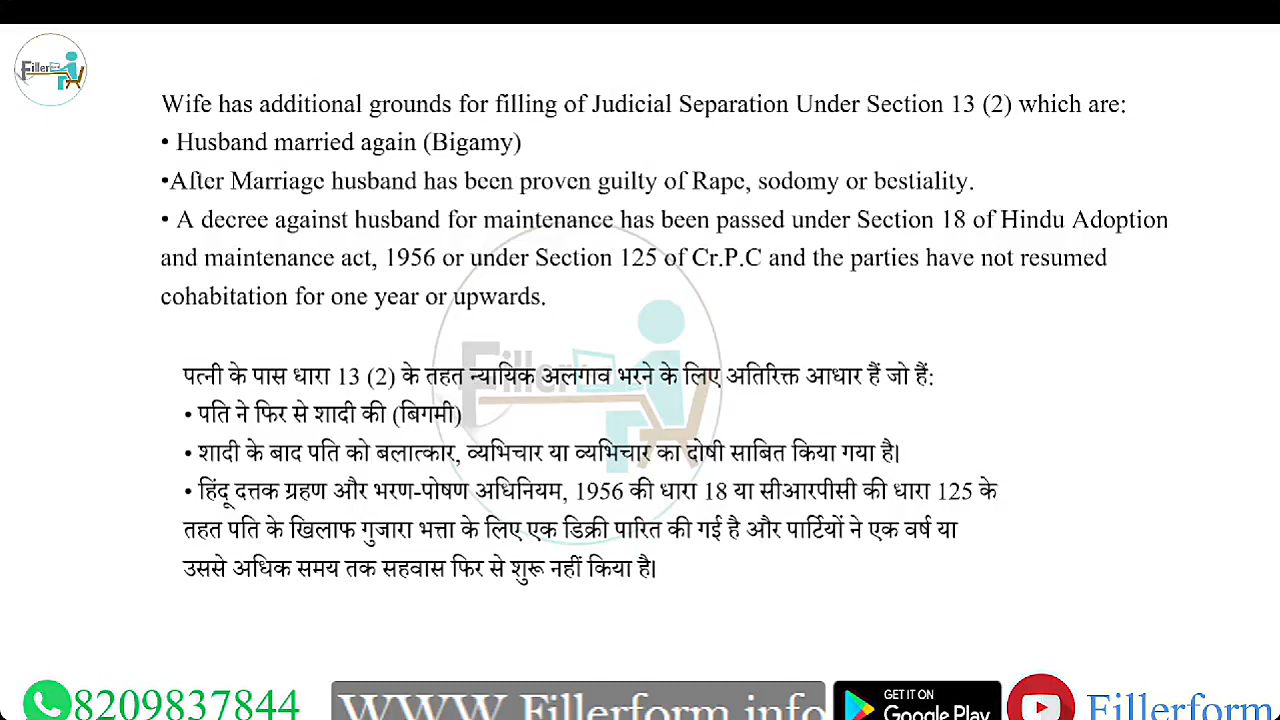 Filler
Wife has additional grounds for filling of Judicial Separation Under Section 13 (2) which are:
• Husband married again (Bigamy)
•After Marriage husband has been proven guilty of Rape, sodomy or bestiality.
• A decree against husband for maintenance has been passed under Section 18 of Hindu Adoption
and maintenance act, 1956 or under Section 125 of Cr.P.C and the parties have not resumed
cohabitation for one year or upwards.
Filler
पत्नी के पास धारा 13 (2) के तहत न्यायिक अलगाव भरने के लिए अतिरिक्त आधार हैं जो हैं:
• पति ने फिर से शादी की (बिगमी)
• शादी के बाद पति को बलात्कार, व्यभिचार या व्यभिचार का दोषी साबित किया गया है।
• हिंदू दत्तक ग्रहण और भरण-पोषण अधिनियम, 1956 की धारा 18 या सीआरपीसी की धारा 125 के
तहत पति के खिलाफ गुजारा भत्ता के लिए एक डिक्री पारित की गई है और पार्टियों ने एक वर्ष या
उससे अधिक समय तक सहवास फिर से शुरू नहीं किया है।
8209837844
WWW.Fillerform.info
GET IT ON
Google Play
Fillerform